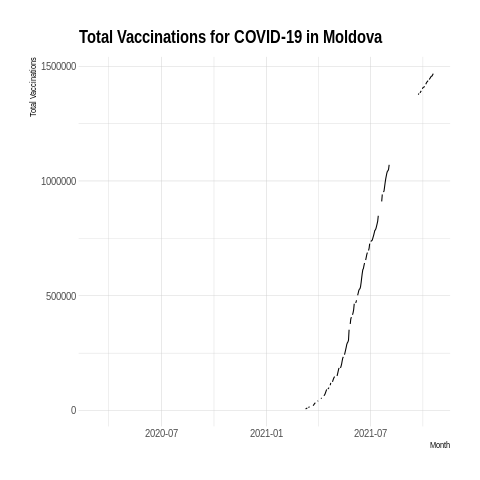 Total Vaccinations for COVID-19 in Moldova
Total Vaccinations
1500000
1000000
500000
0
2020-07 2021-01 2021-07
Month